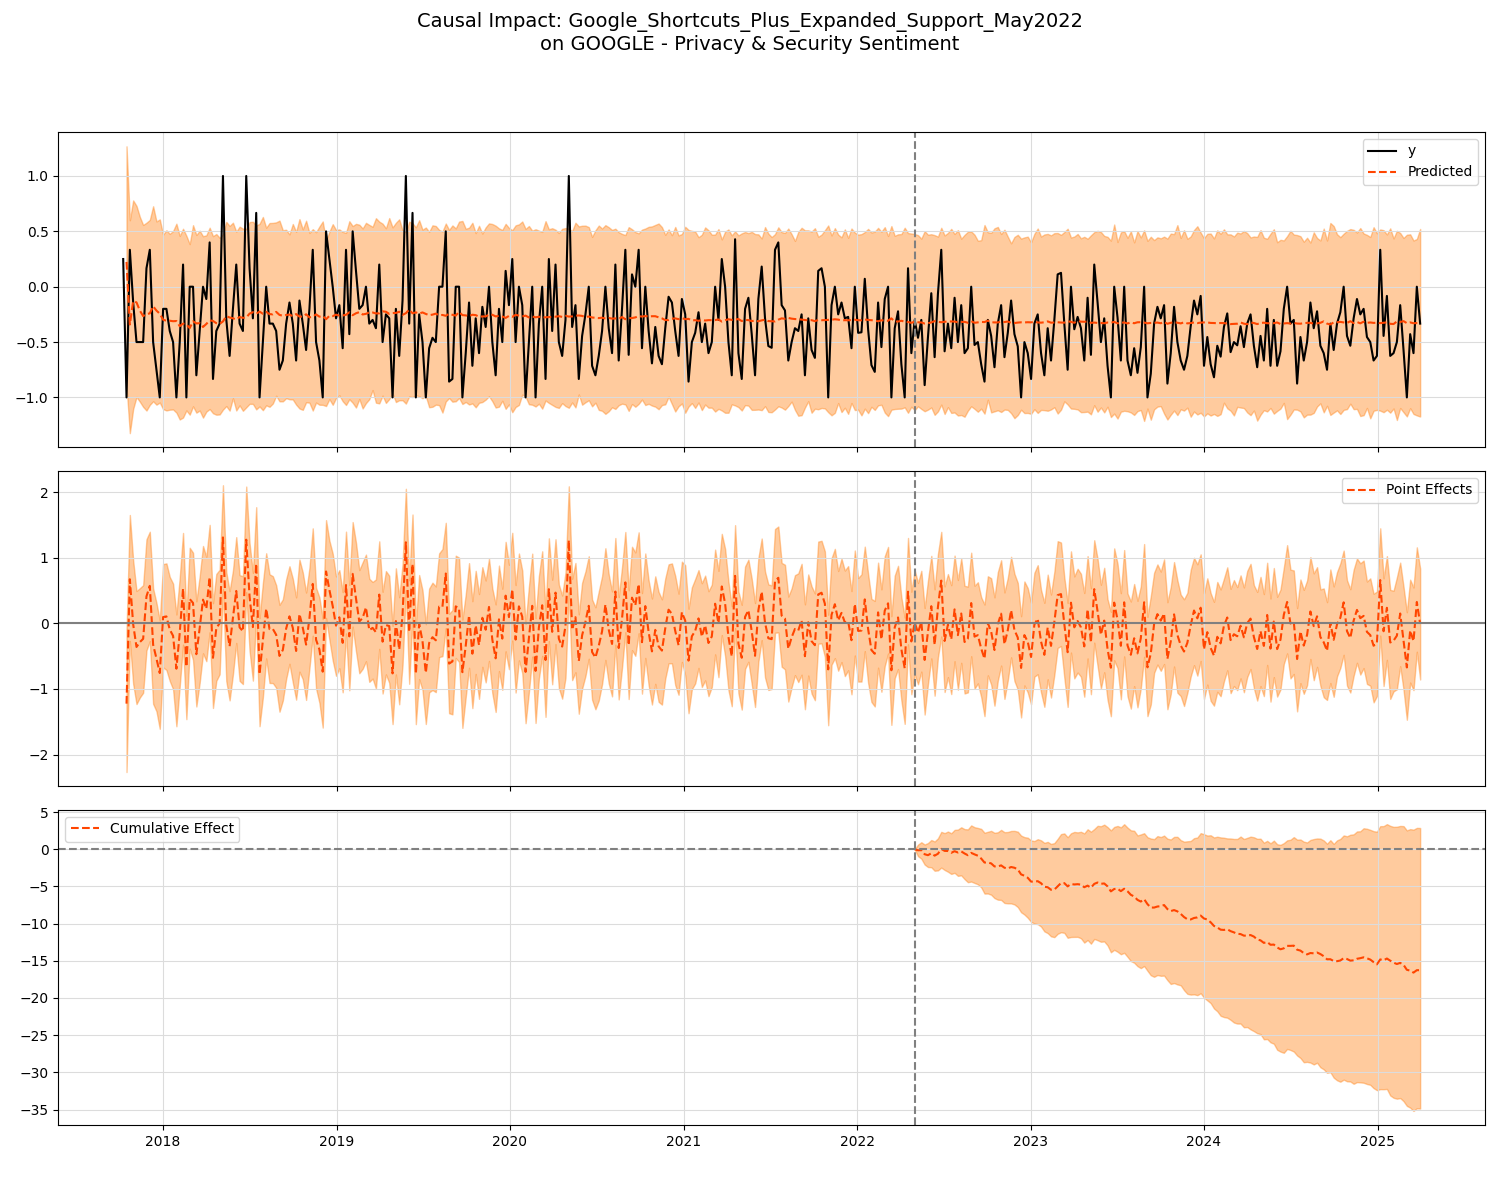 Causal Impact: Google_Shortcuts_Plus_Expanded_Support_May2022
on GOOGLE - Privacy & Security Sentiment
y
Predicted
1.0
0.5
0.0
−0.5
−1.0
Point Effects
2
1
0
−1
−2
Cumulative Effect
5
0
−5
−10
−15
−20
−25
−30
−35
2018 2019 2020 2021 2022 2023 2024 2025